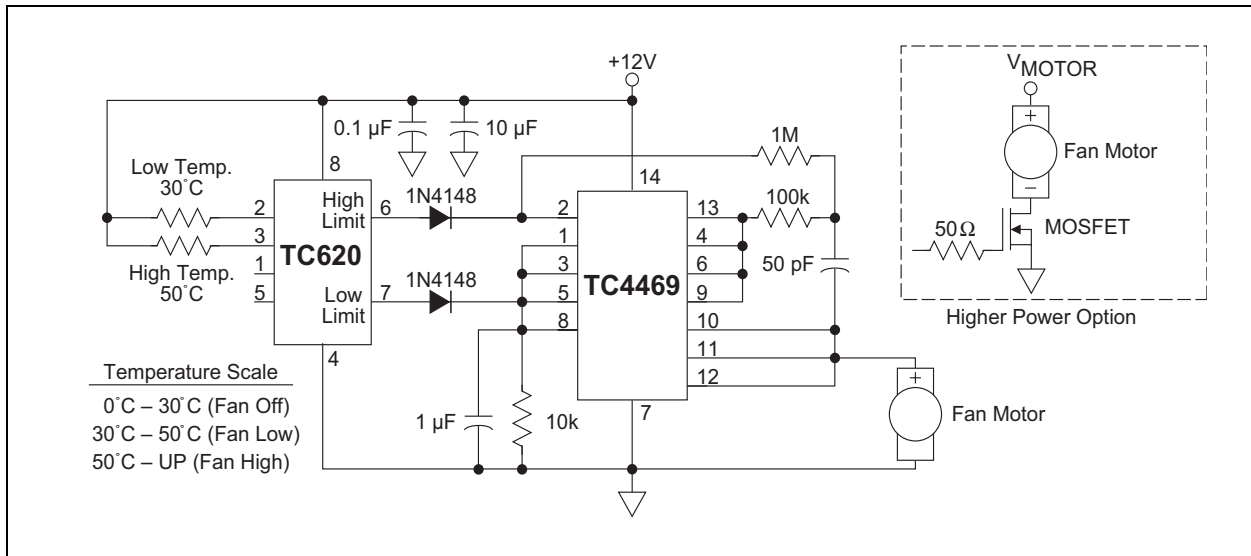 +12V
0.1 µF
10 µF
1M
Low Temp.
30°C
8
14
1N4148
100k
2
High
Limit
6
2
13
3
1
4
TC620
50 pF
High Temp.
50°C
1
1N4148
3
TC4469
6
5
Low
Limit
7
5
9
8
10
4
11
12
Temperature Scale
0°C – 30°C (Fan Off)
30°C – 50°C (Fan Low)
50°C – UP (Fan High)
1 µF
10k
7
+
Fan Motor
VMOTOR
+
Fan Motor
–
50Ω
MOSFET
Higher Power Option